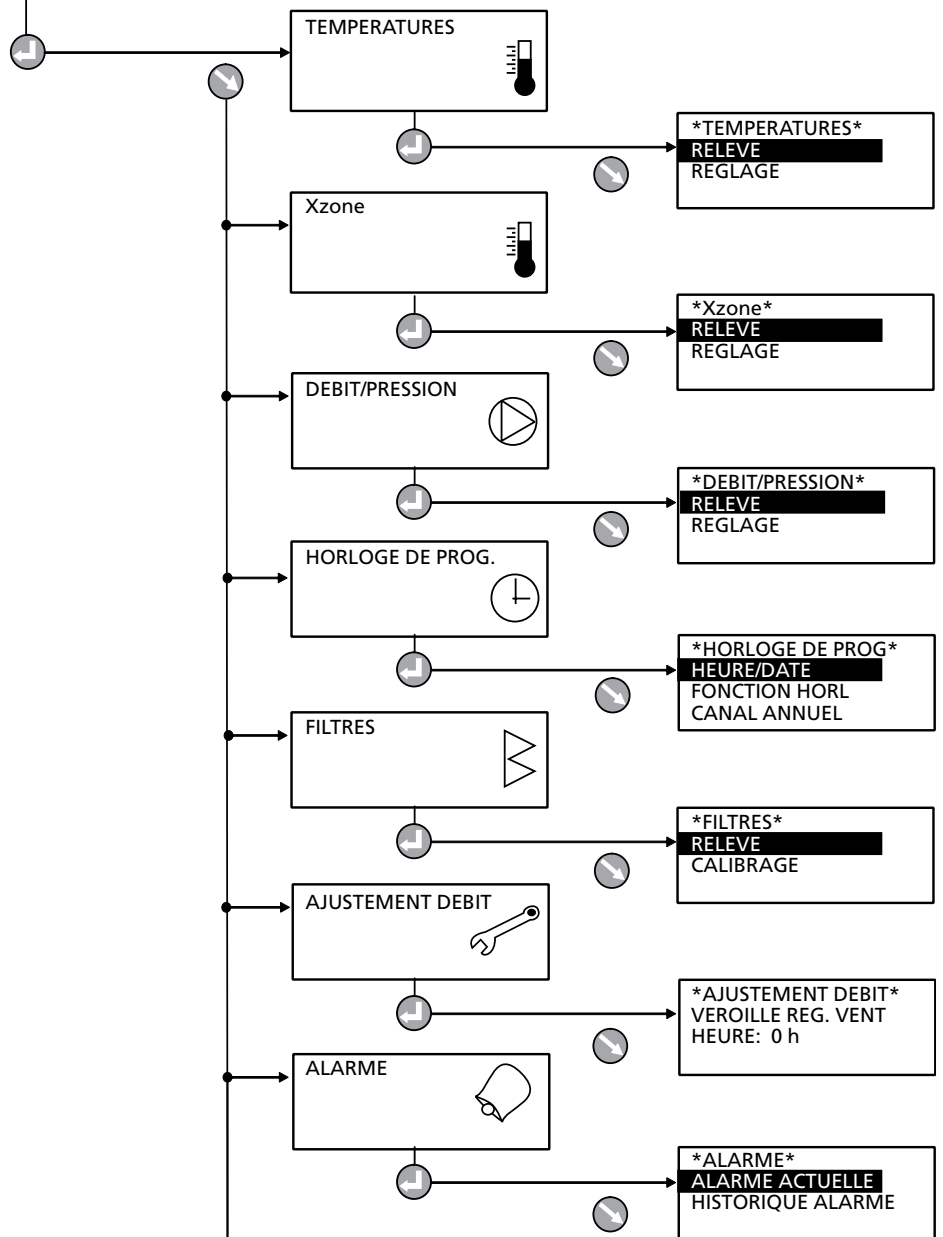 TEMPERATURES
*TEMPERATURES*
RELEVE
REGLAGE
Xzone
*Xzone*
RELEVE
REGLAGE
DEBIT/PRESSION
*DEBIT/PRESSION*
RELEVE
REGLAGE
HORLOGE DE PROG.
*HORLOGE DE PROG*
HEURE/DATE
FONCTION HORL
CANAL ANNUEL
FILTRES
*FILTRES*
RELEVE
CALIBRAGE
AJUSTEMENT DEBIT
*AJUSTEMENT DEBIT*
VEROILLE REG. VENT
HEURE: 0 h
ALARME
*ALARME*
ALARME ACTUELLE
HISTORIQUE ALARME